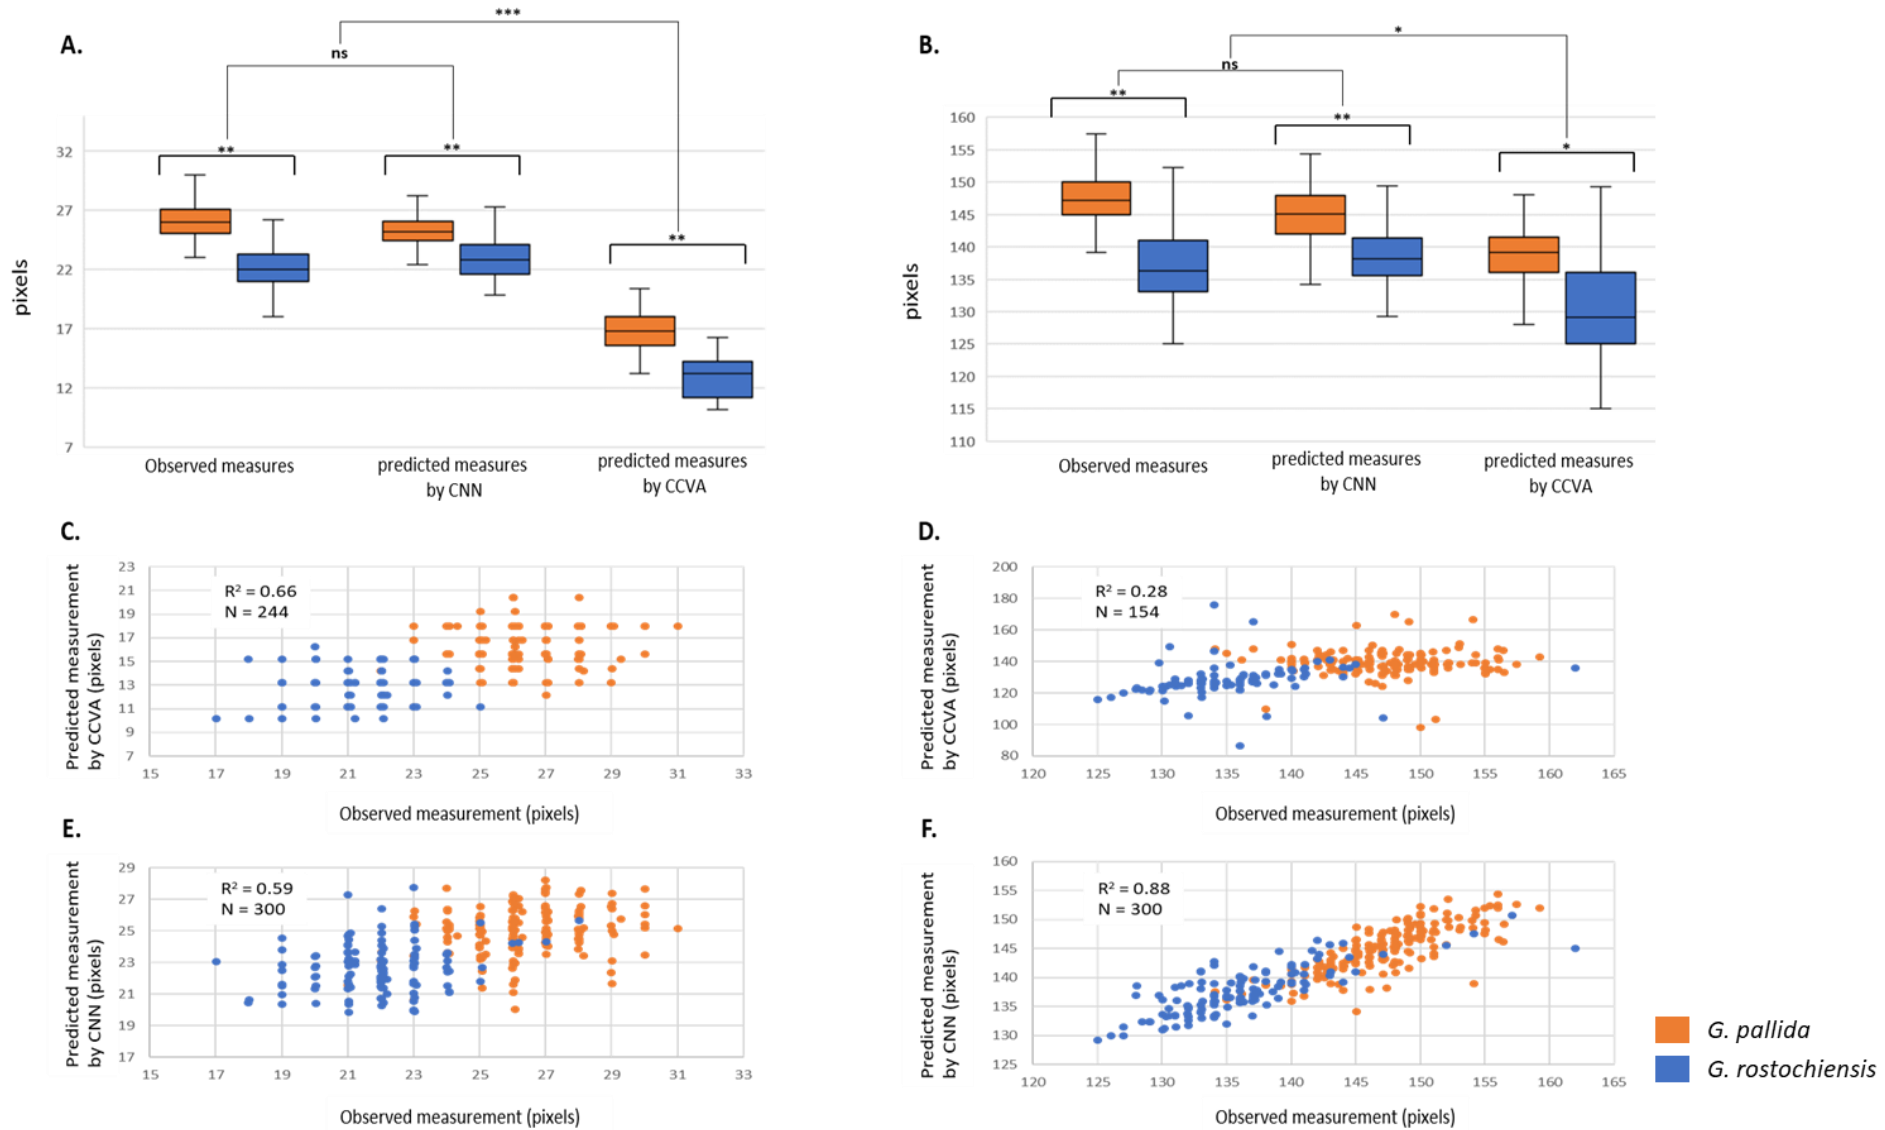 A.
***
ns
**
**
**
pixels
32
27
22
17
12
7
Observed measures
predicted measures
by CNN
predicted measures
by CCVA
B.
*
ns
**
**
*
pixels
160
155
150
145
140
135
130
125
120
115
110
Observed measures
predicted measures
by CNN
predicted measures
by CCVA
C.
Predicted measurement
by CCVA (pixels)
23
21
19
17
15
13
11
9
7
R² = 0.66
N = 244
15 17 19 21 23 25 27 29 31 33
Observed measurement (pixels)
D.
Predicted measurement
by CCVA (pixels)
200
180
160
140
120
100
80
R² = 0.28
N = 154
120 125 130 135 140 145 150 155 160 165
Observed measurement (pixels)
E.
Predicted measurement
by CNN (pixels)
29
27
25
23
21
19
17
R² = 0.59
N = 300
15 17 19 21 23 25 27 29 31 33
Observed measurement (pixels)
F.
Predicted measurement
by CNN (pixels)
160
155
150
145
140
135
130
125
R² = 0.88
N = 300
120 125 130 135 140 145 150 155 160 165
Observed measurement (pixels)
G. pallida
G. rostochiensis